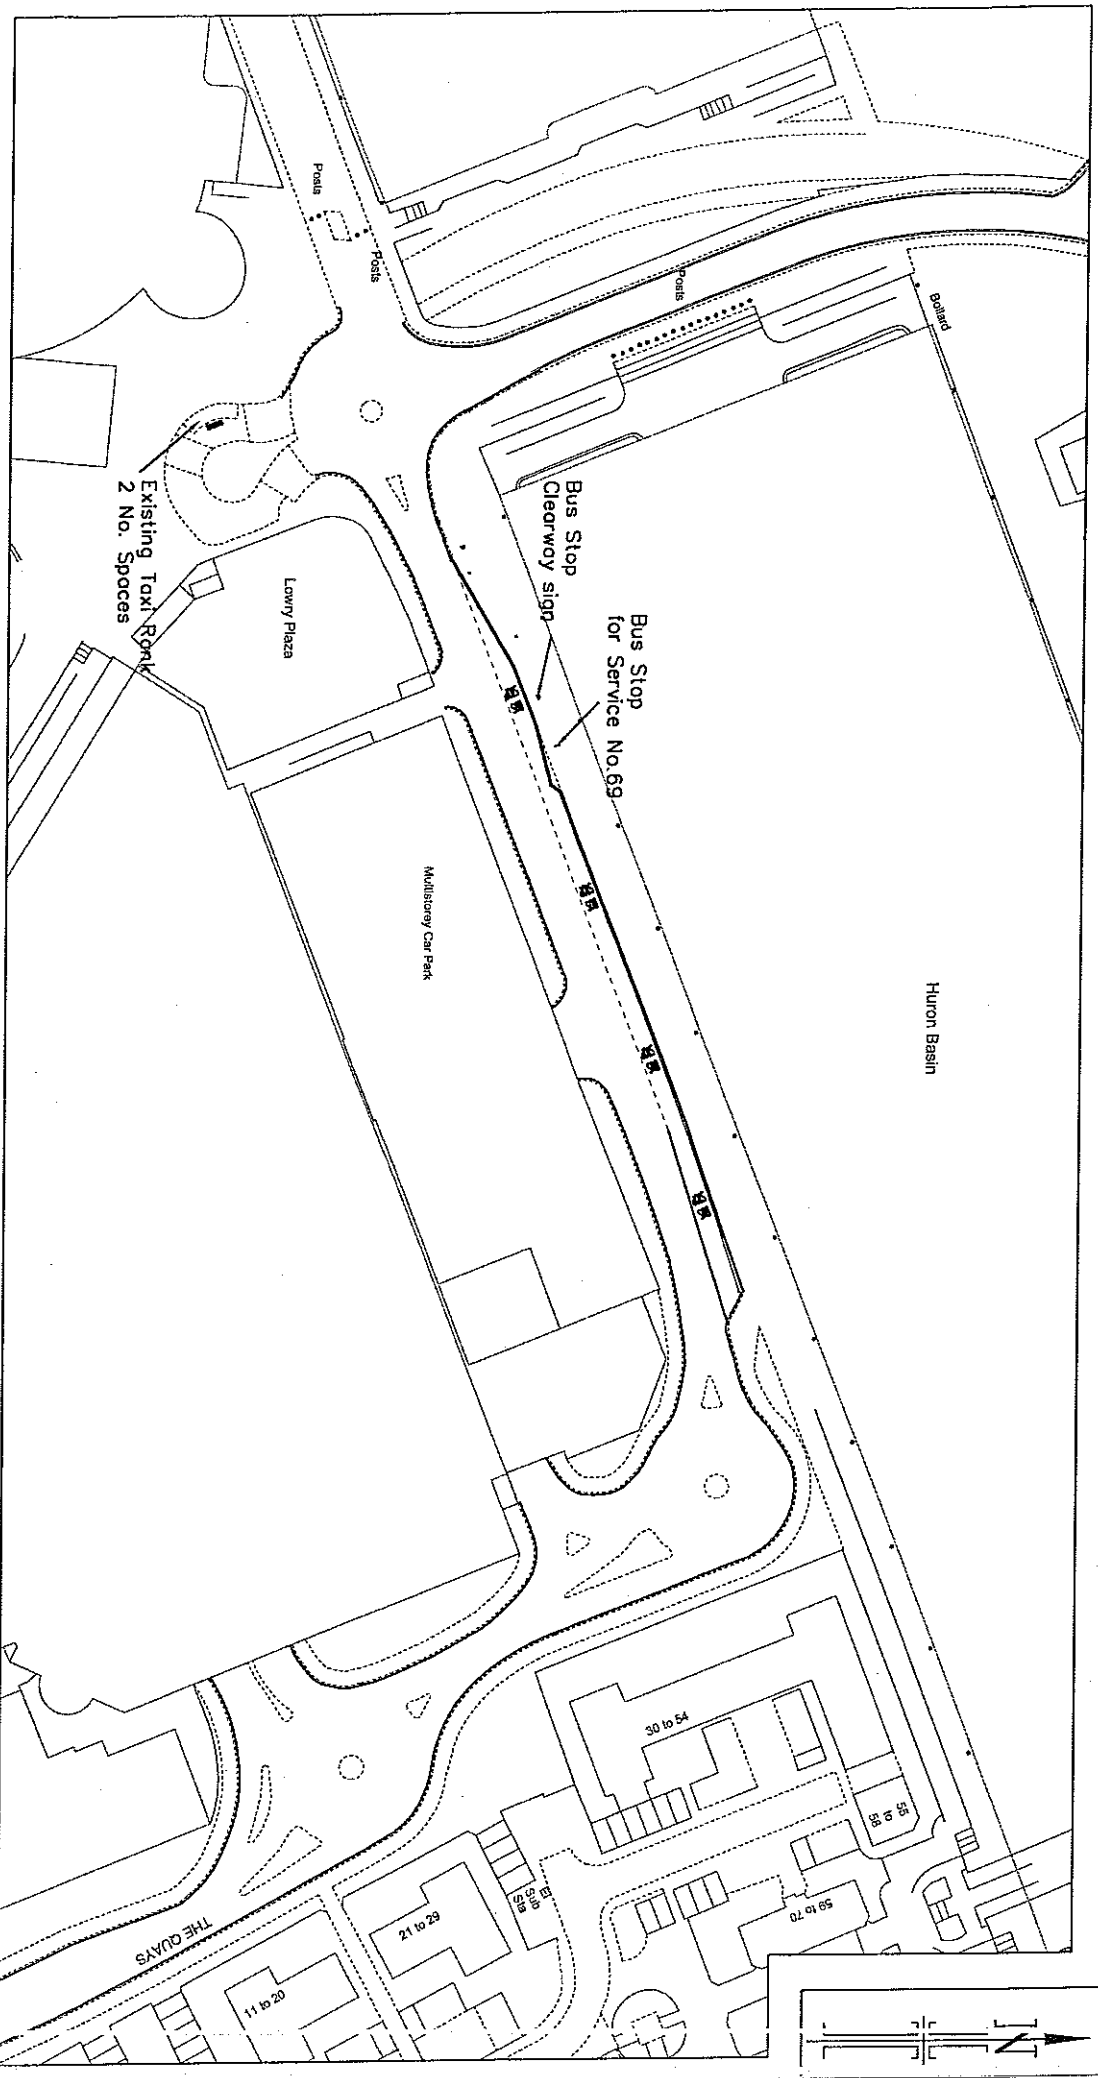 Posts
Posts
Posts
Bollard
Bus Stop
Clearway sign
Bus Stop
for Service No.69
Existing Taxi Rank
2 No. Spaces
Lowry Plaza
Multistorey Car Park
Huron Basin
30 to 54
55
to
58
59 to 70
Sub
Sta
21 to 29
11 to 20
THE QUAYS
N